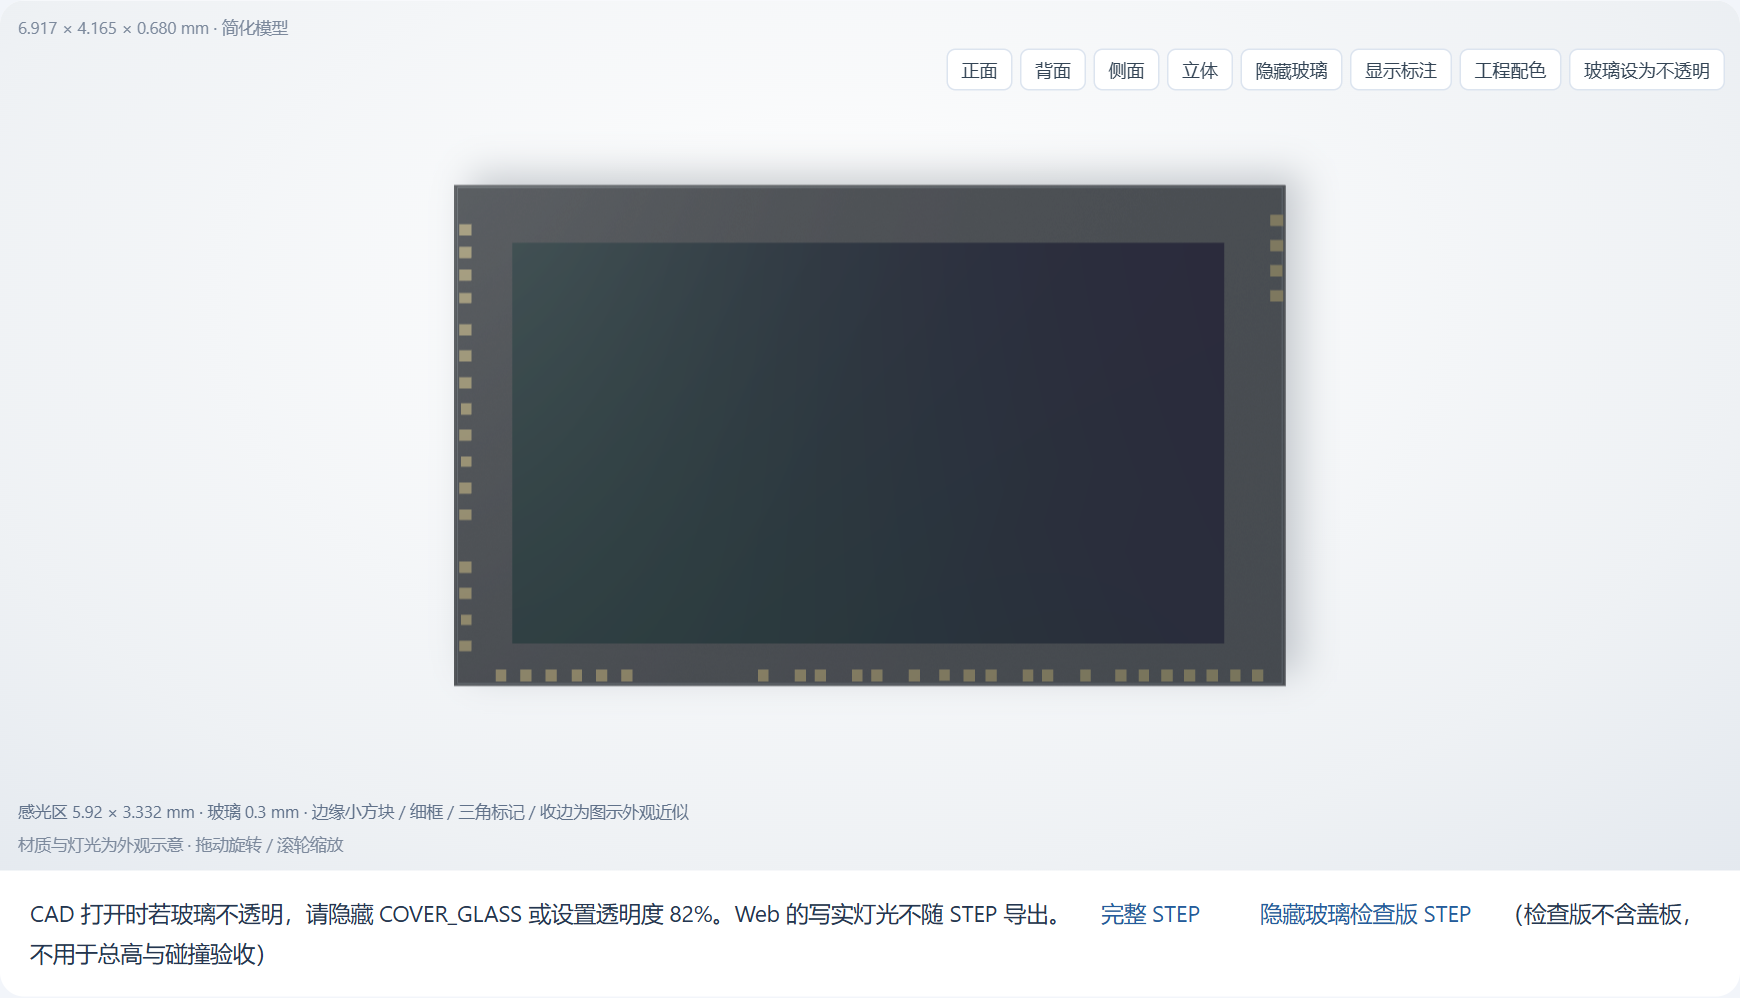 6.917 × 4.165 × 0.680 mm · 简化模型
正面 背面 侧面 立体 隐藏玻璃 显示标注 工程配色 玻璃设为不透明
感光区 5.92 × 3.332 mm · 玻璃 0.3 mm · 边缘小方块 / 细框 / 三角标记 / 收边为图示外观近似
材质与灯光为外观示意 · 拖动旋转 / 滚轮缩放
CAD 打开时若玻璃不透明，请隐藏 COVER_GLASS 或设置透明度 82%。Web 的写实灯光不随 STEP 导出。 完整 STEP 隐藏玻璃检查版 STEP （检查版不含盖板，
不用于总高与碰撞验收）